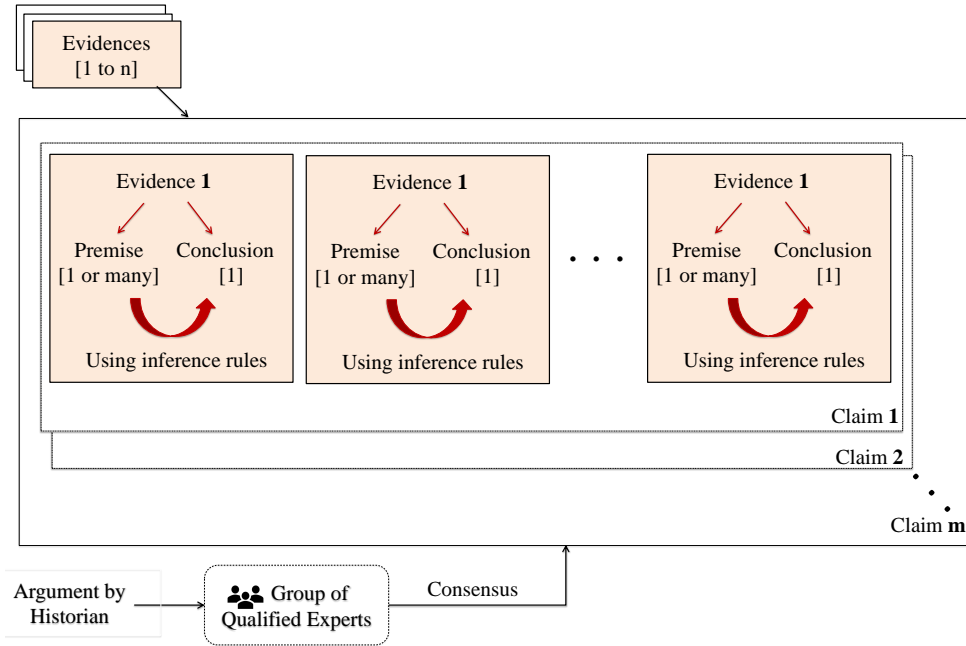 Evidences
[1 to n]
Evidence 1
Premise
[1 or many]
Conclusion
[1]
Using inference rules
Evidence 1
Premise
[1 or many]
Conclusion
[1]
Using inference rules
Evidence 1
Premise
[1 or many]
Conclusion
[1]
Using inference rules
Claim 1
Claim 2
Claim m
Argument by
Historian
Group of
Qualified Experts
Consensus